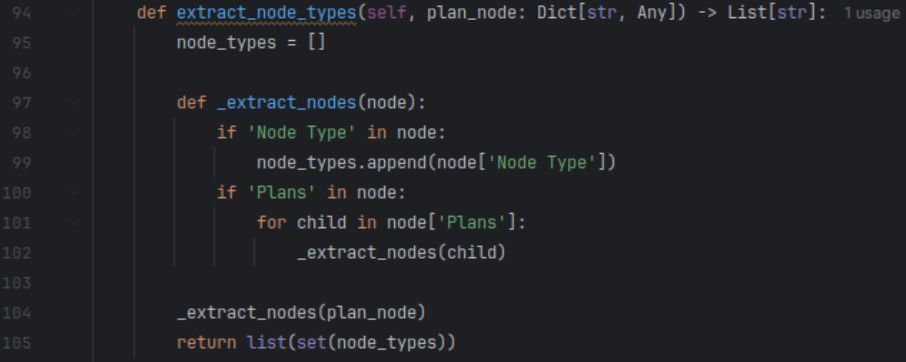 94 def extract_node_types(self, plan_node: Dict[str, Any]) -> List[str]: 1 usage
95 node_types = []
96
97 def _extract_nodes(node):
98 if 'Node Type' in node:
99 node_types.append(node['Node Type'])
100 if 'Plans' in node:
101 for child in node['Plans']:
102 _extract_nodes(child)
103
104 _extract_nodes(plan_node)
105 return list(set(node_types))